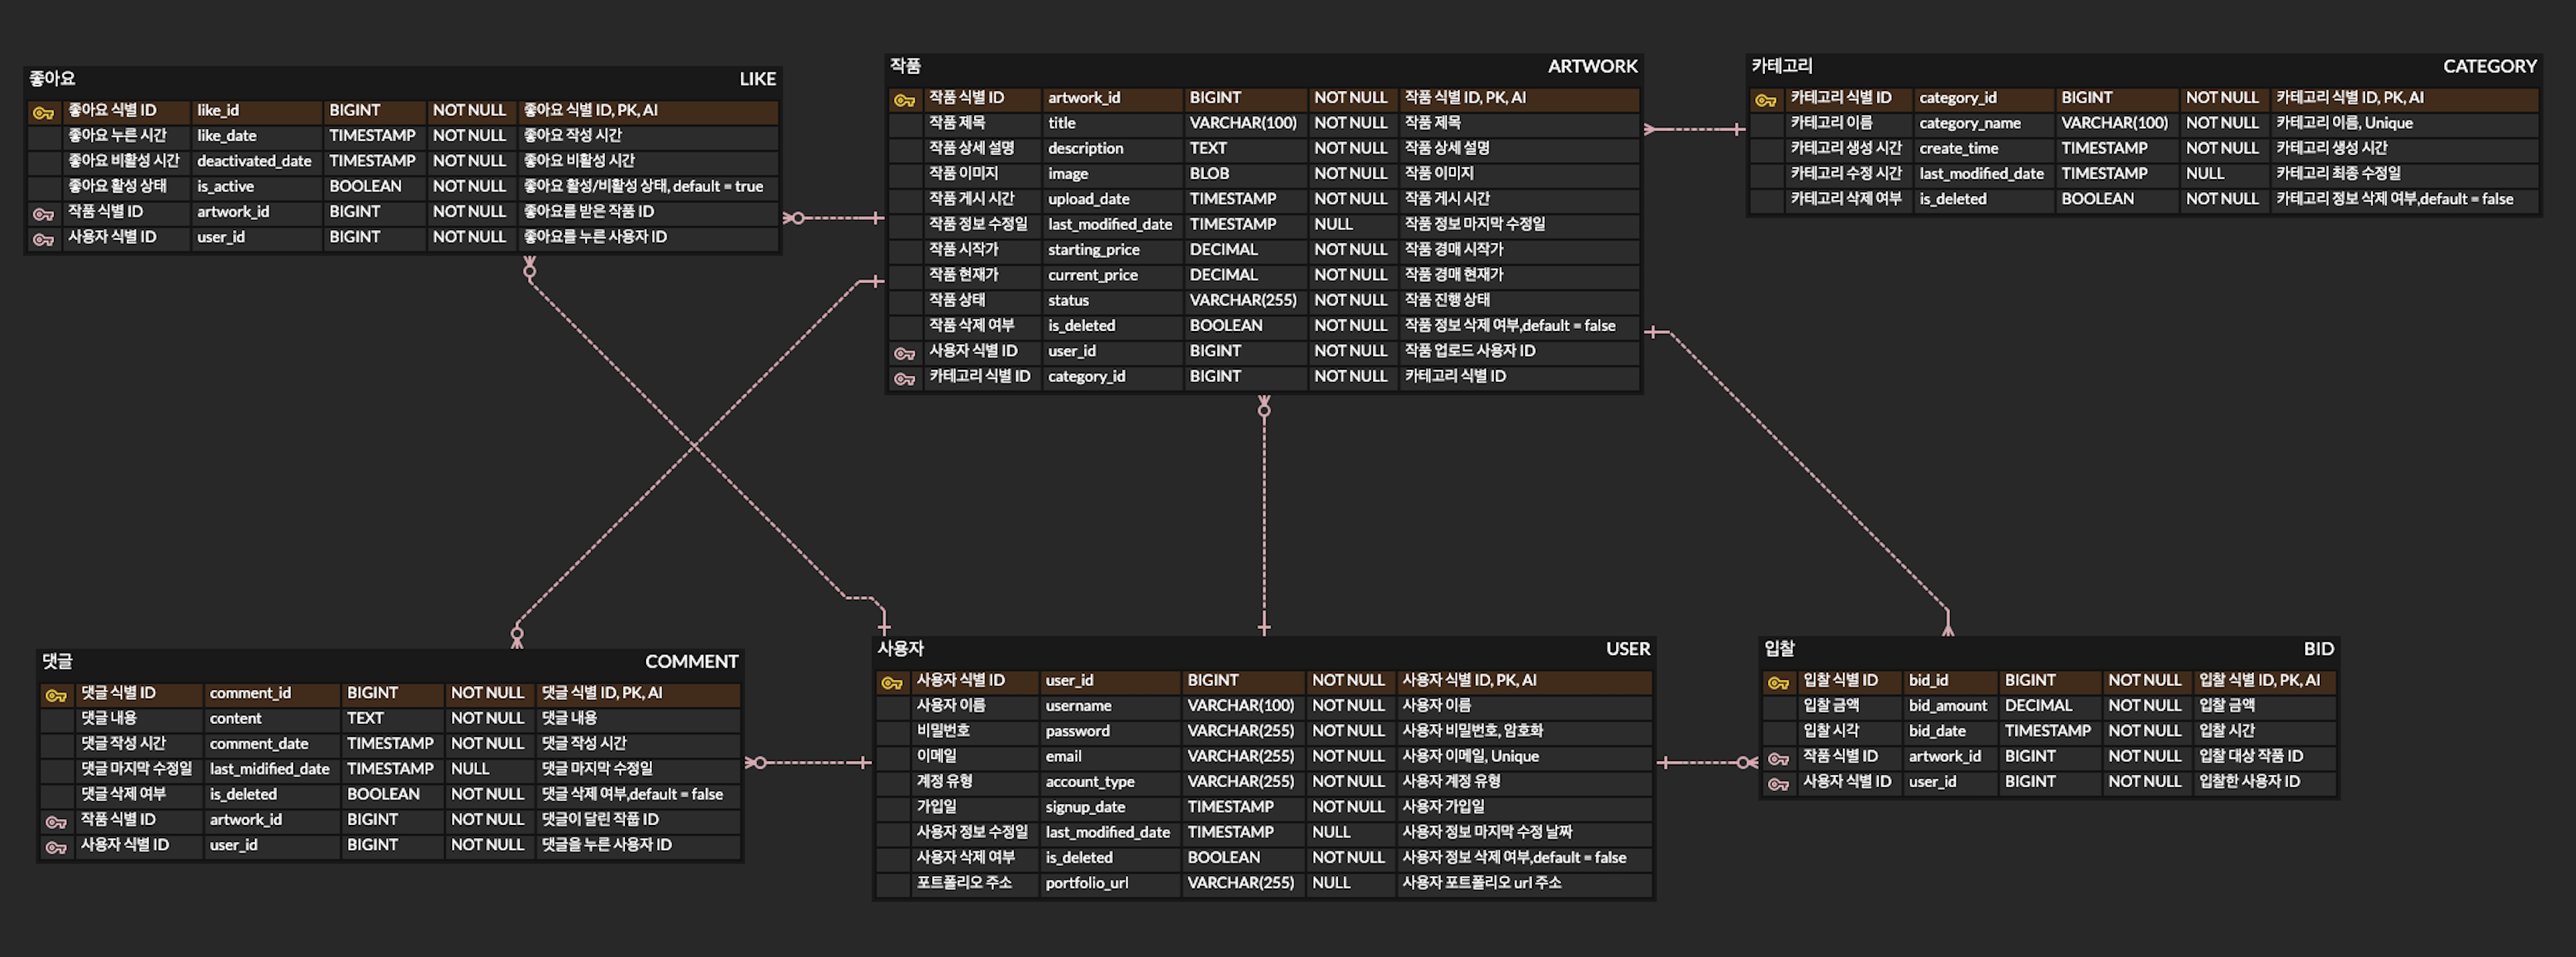 좋아요 LIKE
좋아요 식별 ID like_id BIGINT NOT NULL 좋아요 식별 ID, PK, AI
좋아요 누른 시간 like_date TIMESTAMP NOT NULL 좋아요 작성 시간
좋아요 비활성 시간 deactivated_date TIMESTAMP NOT NULL 좋아요 비활성 시간
좋아요 활성 상태 is_active BOOLEAN NOT NULL 좋아요 활성/비활성 상태, default = true
작품 식별 ID artwork_id BIGINT NOT NULL 좋아요를 받은 작품 ID
사용자 식별 ID user_id BIGINT NOT NULL 좋아요를 누른 사용자 ID
작품 ARTWORK
작품 식별 ID artwork_id BIGINT NOT NULL 작품 식별 ID, PK, AI
작품 제목 title VARCHAR(100) NOT NULL 작품 제목
작품 상세 설명 description TEXT NOT NULL 작품 상세 설명
작품 이미지 image BLOB NOT NULL 작품 이미지
작품 게시 시간 upload_date TIMESTAMP NOT NULL 작품 게시 시간
작품 정보 수정일 last_modified_date TIMESTAMP NULL 작품 정보 마지막 수정일
작품 시작가 starting_price DECIMAL NOT NULL 작품 경매 시작가
작품 현재가 current_price DECIMAL NOT NULL 작품 경매 현재가
작품 상태 status VARCHAR(255) NOT NULL 작품 진행 상태
작품 삭제 여부 is_deleted BOOLEAN NOT NULL 작품 정보 삭제 여부,default = false
사용자 식별 ID user_id BIGINT NOT NULL 작품 업로드 사용자 ID
카테고리 식별 ID category_id BIGINT NOT NULL 카테고리 식별 ID
카테고리 CATEGORY
카테고리 식별 ID category_id BIGINT NOT NULL 카테고리 식별 ID, PK, AI
카테고리 이름 category_name VARCHAR(100) NOT NULL 카테고리 이름, Unique
카테고리 생성 시간 create_time TIMESTAMP NOT NULL 카테고리 생성 시간
카테고리 수정 시간 last_modified_date TIMESTAMP NULL 카테고리 최종 수정일
카테고리 삭제 여부 is_deleted BOOLEAN NOT NULL 카테고리 정보 삭제 여부,default = false
댓글 COMMENT
댓글 식별 ID comment_id BIGINT NOT NULL 댓글 식별 ID, PK, AI
댓글 내용 content TEXT NOT NULL 댓글 내용
댓글 작성 시간 comment_date TIMESTAMP NOT NULL 댓글 작성 시간
댓글 마지막 수정일 last_midified_date TIMESTAMP NULL 댓글 마지막 수정일
댓글 삭제 여부 is_deleted BOOLEAN NOT NULL 댓글 삭제 여부,default = false
작품 식별 ID artwork_id BIGINT NOT NULL 댓글이 달린 작품 ID
사용자 식별 ID user_id BIGINT NOT NULL 댓글을 누른 사용자 ID
사용자 USER
사용자 식별 ID user_id BIGINT NOT NULL 사용자 식별 ID, PK, AI
사용자 이름 username VARCHAR(100) NOT NULL 사용자 이름
비밀번호 password VARCHAR(255) NOT NULL 사용자 비밀번호, 암호화
이메일 email VARCHAR(255) NOT NULL 사용자 이메일, Unique
계정 유형 account_type VARCHAR(255) NOT NULL 사용자 계정 유형
가입일 signup_date TIMESTAMP NOT NULL 사용자 가입일
사용자 정보 수정일 last_modified_date TIMESTAMP NULL 사용자 정보 마지막 수정 날짜
사용자 삭제 여부 is_deleted BOOLEAN NOT NULL 사용자 정보 삭제 여부,default = false
포트폴리오 주소 portfolio_url VARCHAR(255) NULL 사용자 포트폴리오 url 주소
입찰 BID
입찰 식별 ID bid_id BIGINT NOT NULL 입찰 식별 ID, PK, AI
입찰 금액 bid_amount DECIMAL NOT NULL 입찰 금액
입찰 시각 bid_date TIMESTAMP NOT NULL 입찰 시간
작품 식별 ID artwork_id BIGINT NOT NULL 입찰 대상 작품 ID
사용자 식별 ID user_id BIGINT NOT NULL 입찰한 사용자 ID